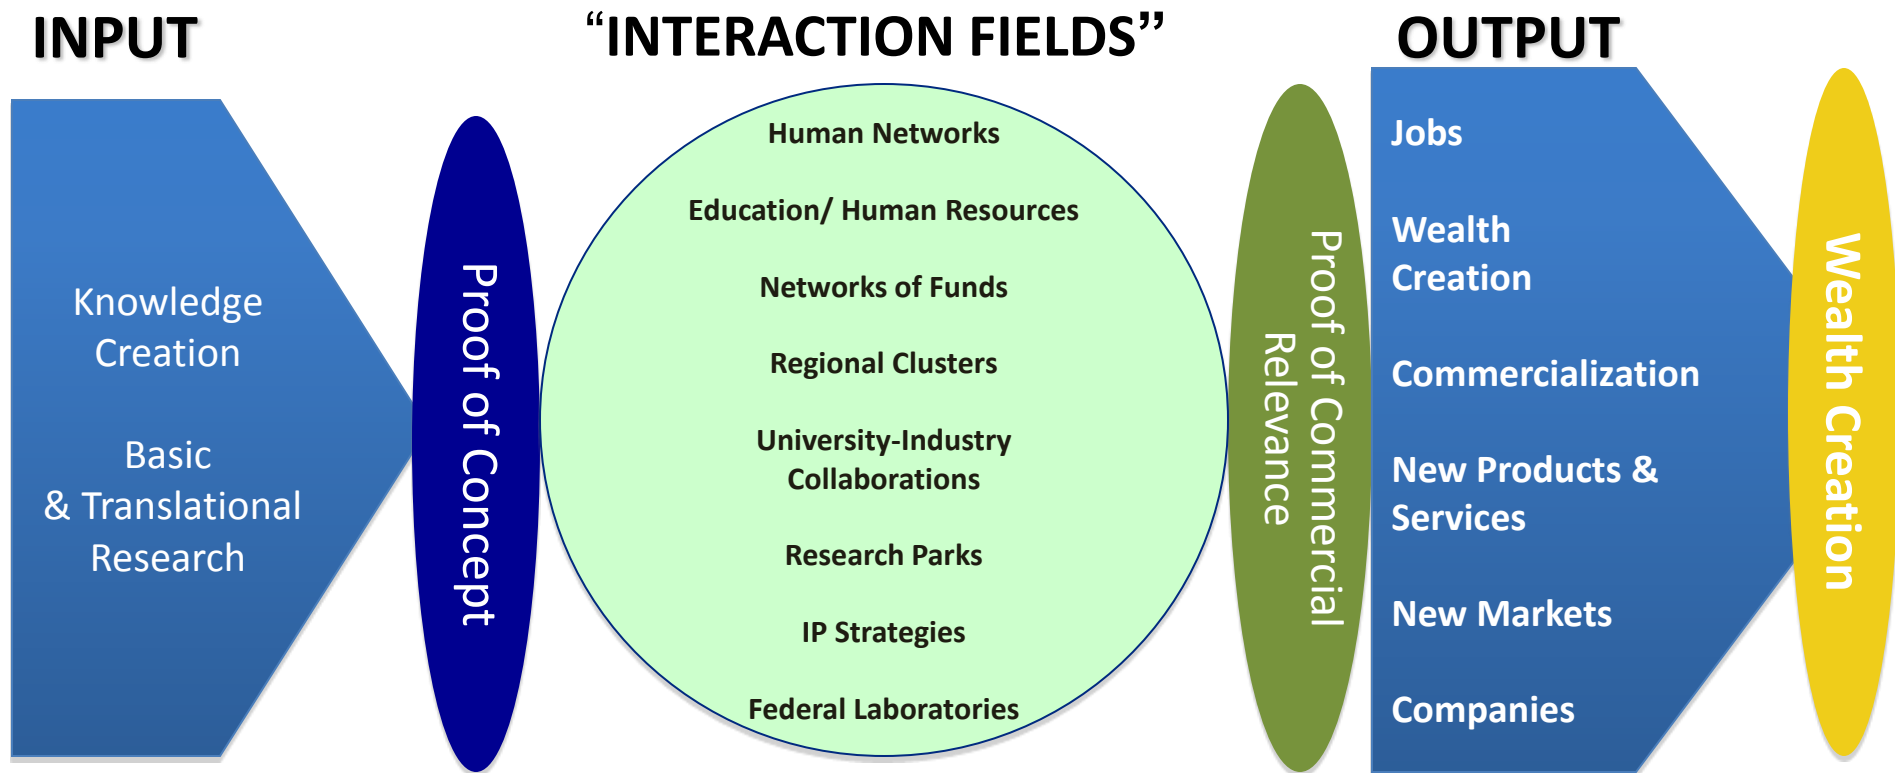 INPUT
“INTERACTION FIELDS”
OUTPUT
Knowledge
Creation
Basic
& Translational
Research
Proof of Concept
Human Networks
Education/ Human Resources
Networks of Funds
Regional Clusters
University-Industry
Collaborations
Research Parks
IP Strategies
Federal Laboratories
Proof of Commercial
Relevance
Jobs
Wealth
Creation
Commercialization
New Products &
Services
New Markets
Companies
Wealth Creation